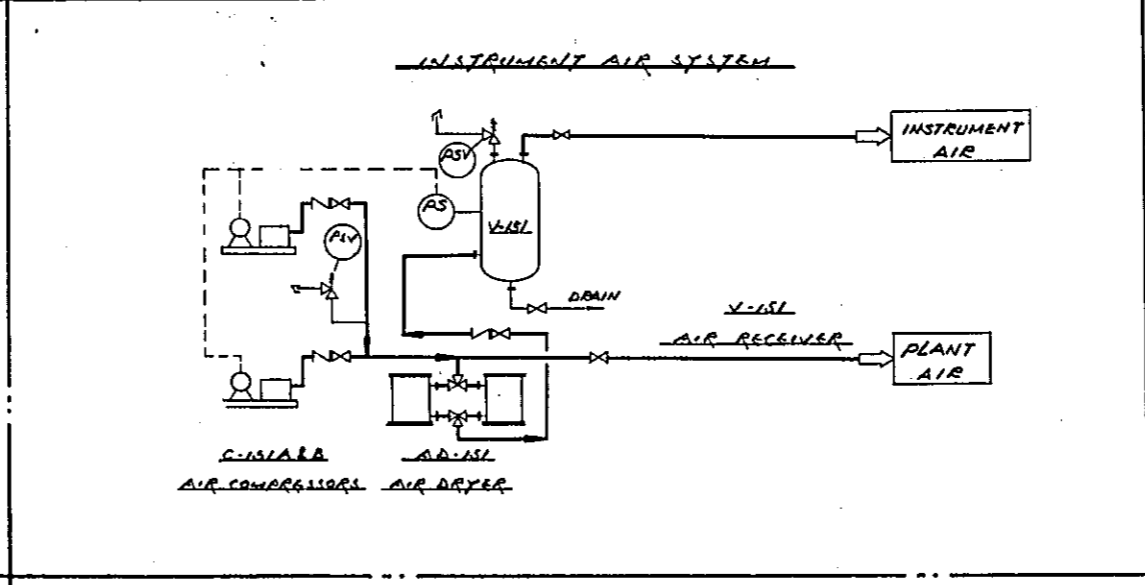 INSTRUMENT AIR SYSTEM
INSTRUMENT
AIR
PSV
PS
V-151
PSV
DRAIN
V-151
AIR RECEIVER
PLANT
AIR
C-151A&B
AIR COMPRESSORS
AD-151
AIR DRYER